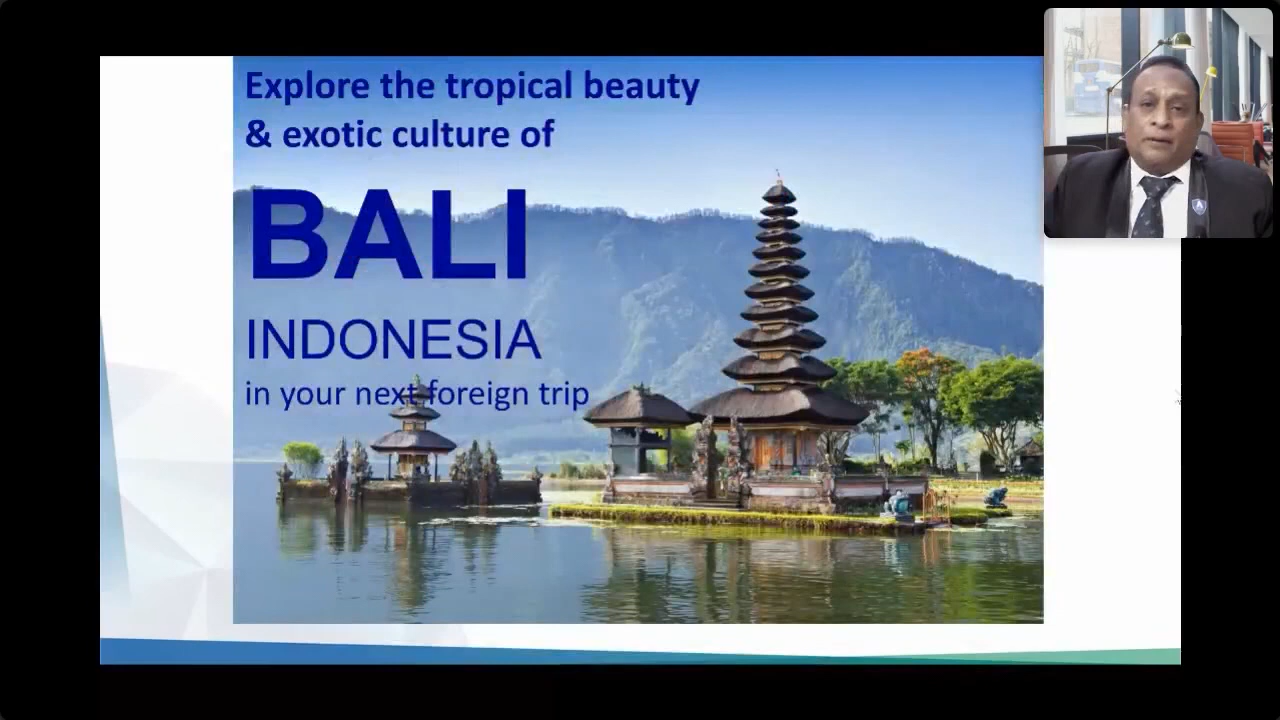 Explore the tropical beauty
& exotic culture of
BALI
INDONESIA
in your next foreign trip